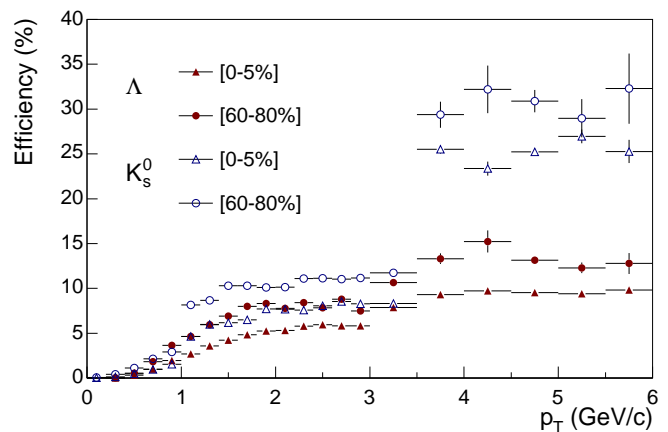 Efficiency (%)
40
35
30
25
20
15
10
5
0
Λ
[0-5%]
[60-80%]
K⁰ₛ
[0-5%]
[60-80%]
0 1 2 3 4 5 6
p_T (GeV/c)